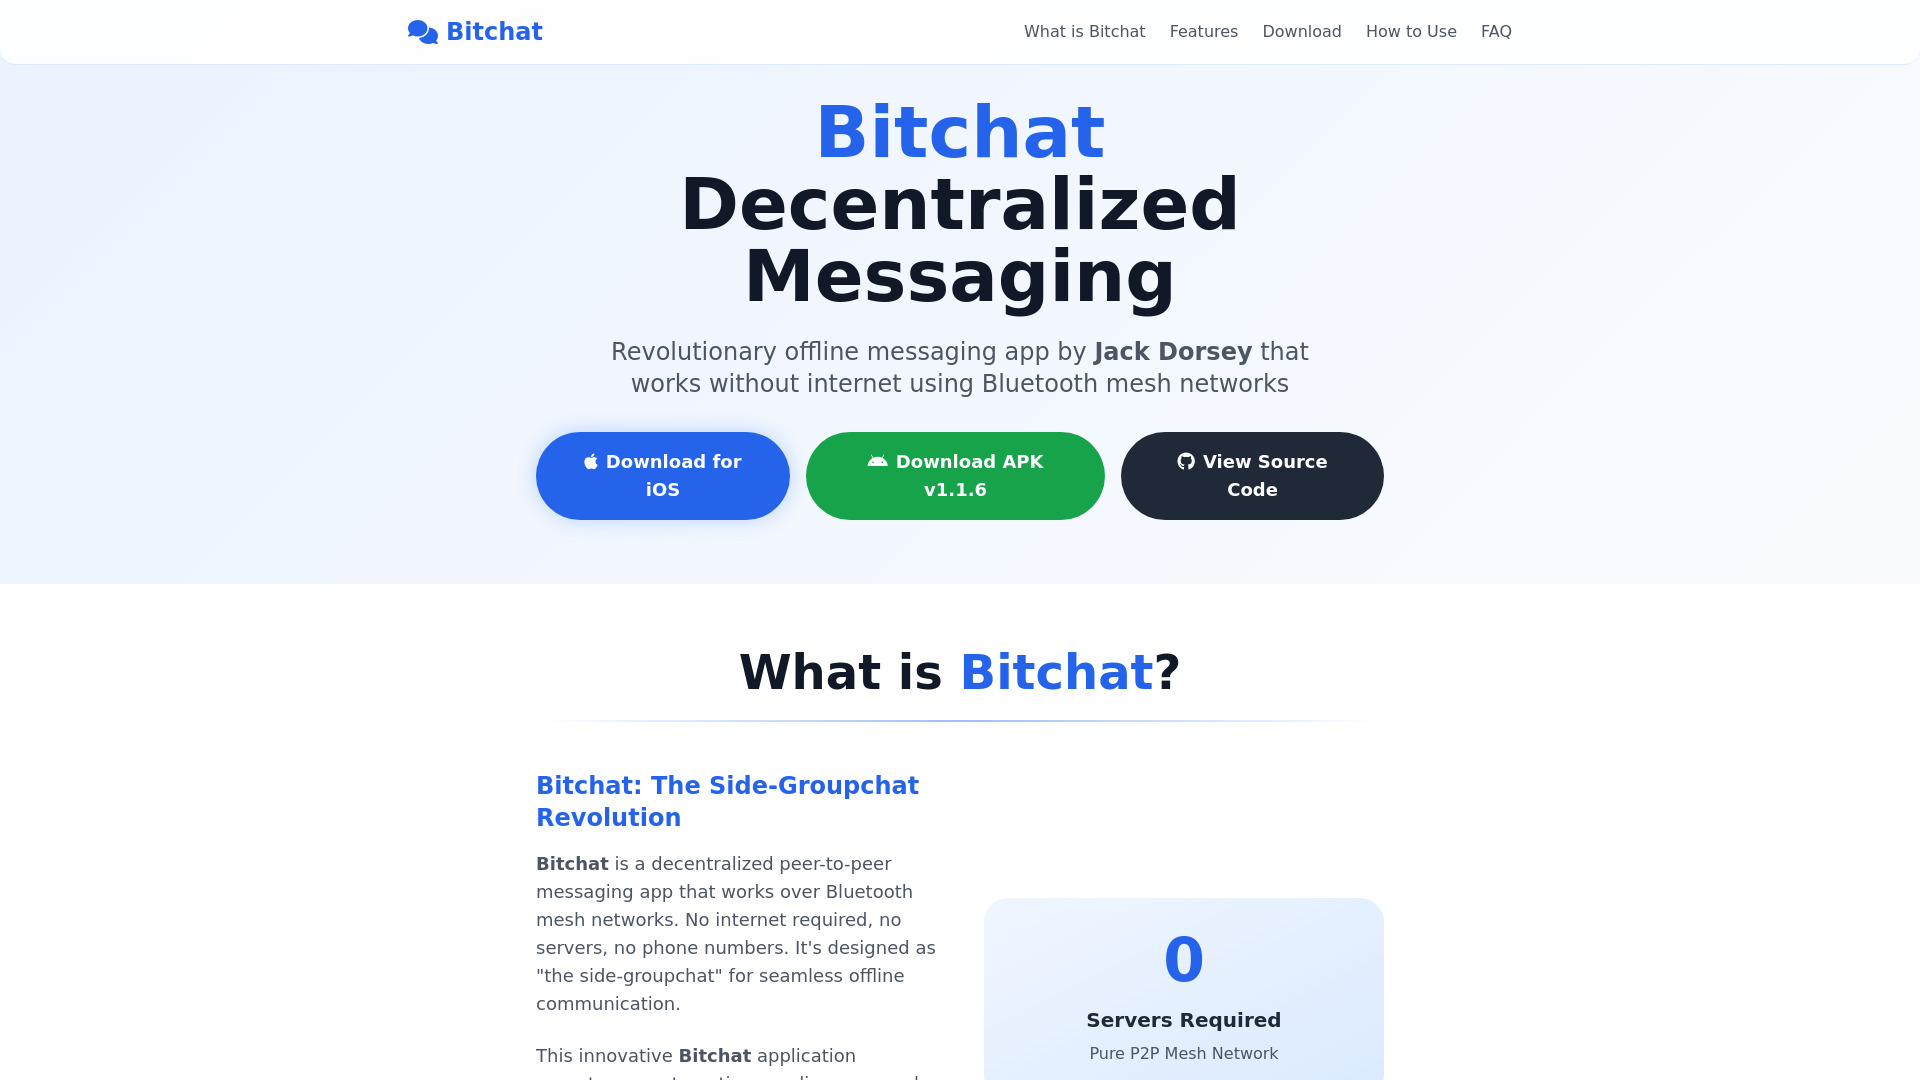 Bitchat
What is Bitchat
Features
Download
How to Use
FAQ
Bitchat
Decentralized
Messaging
Revolutionary offline messaging app by Jack Dorsey that
works without internet using Bluetooth mesh networks
Download for
iOS
Download APK
v1.1.6
View Source
Code
What is Bitchat?
Bitchat: The Side-Groupchat
Revolution
Bitchat is a decentralized peer-to-peer
messaging app that works over Bluetooth
mesh networks. No internet required, no
servers, no phone numbers. It's designed as
"the side-groupchat" for seamless offline
communication.
This innovative Bitchat application
0
Servers Required
Pure P2P Mesh Network